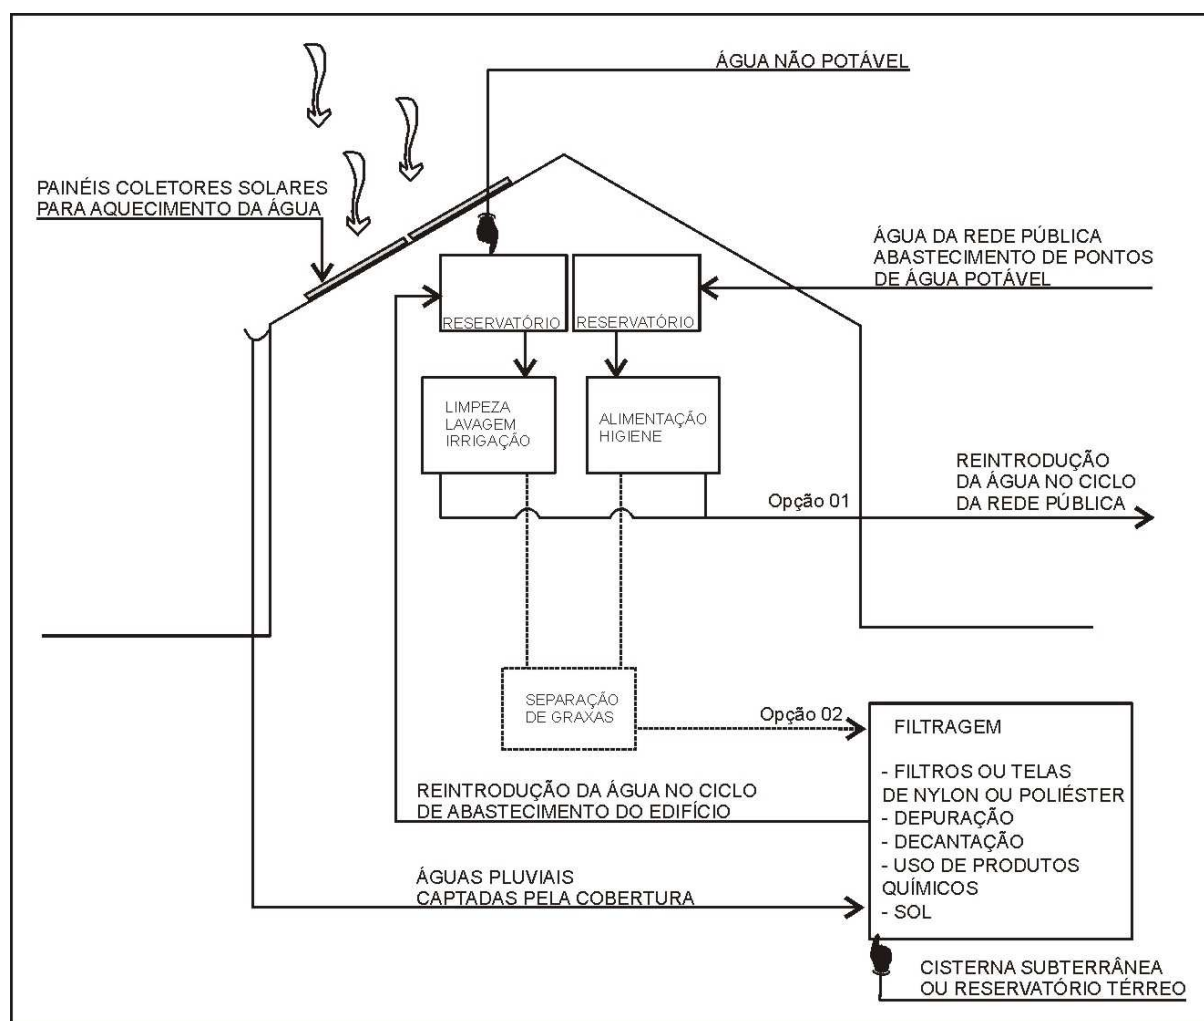 ÁGUA NÃO POTÁVEL
PAINÉIS COLETORES SOLARES
PARA AQUECIMENTO DA ÁGUA
ÁGUA DA REDE PÚBLICA
ABASTECIMENTO DE PONTOS
DE ÁGUA POTÁVEL
RESERVATÓRIO
RESERVATÓRIO
LIMPEZA
LAVAGEM
IRRIGAÇÃO
ALIMENTAÇÃO
HIGIENE
REINTRODUÇÃO
DA ÁGUA NO CICLO
DA REDE PÚBLICA
Opção 01
SEPARAÇÃO
DE GRAXAS
Opção 02
FILTRAGEM
- FILTROS OU TELAS
DE NYLON OU POLIÉSTER
- DEPURAÇÃO
- DECANTAÇÃO
- USO DE PRODUTOS
QUÍMICOS
- SOL
REINTRODUÇÃO DA ÁGUA NO CICLO
DE ABASTECIMENTO DO EDIFÍCIO
ÁGUAS PLUVIAIS
CAPTADAS PELA COBERTURA
CISTERNA SUBTERRÂNEA
OU RESERVATÓRIO TÉRREO